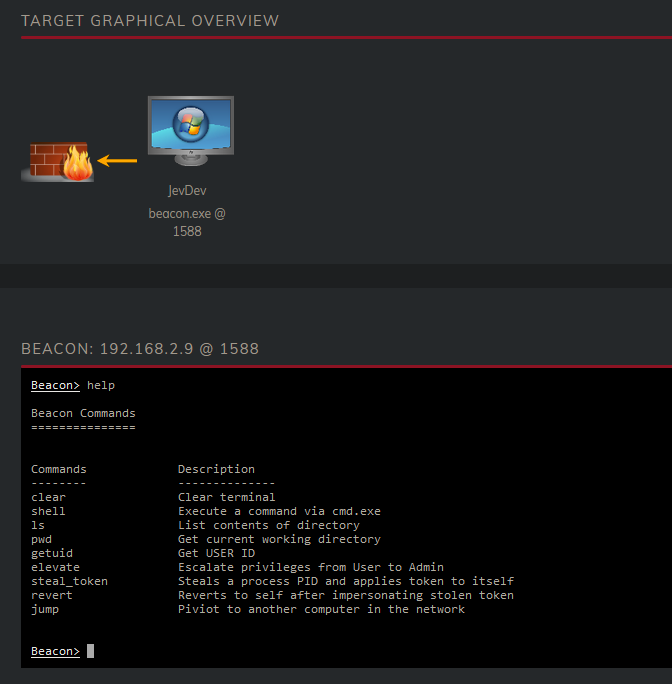 TARGET GRAPHICAL OVERVIEW
JevDev
beacon.exe @
1588
BEACON: 192.168.2.9 @ 1588
Beacon> help
Beacon Commands
===============
Commands Description
-------- --------------
clear Clear terminal
shell Execute a command via cmd.exe
ls List contents of directory
pwd Get current working directory
getuid Get USER ID
elevate Escalate privileges from User to Admin
steal_token Steals a process PID and applies token to itself
revert Reverts to self after impersonating stolen token
jump Piviot to another computer in the network
Beacon>